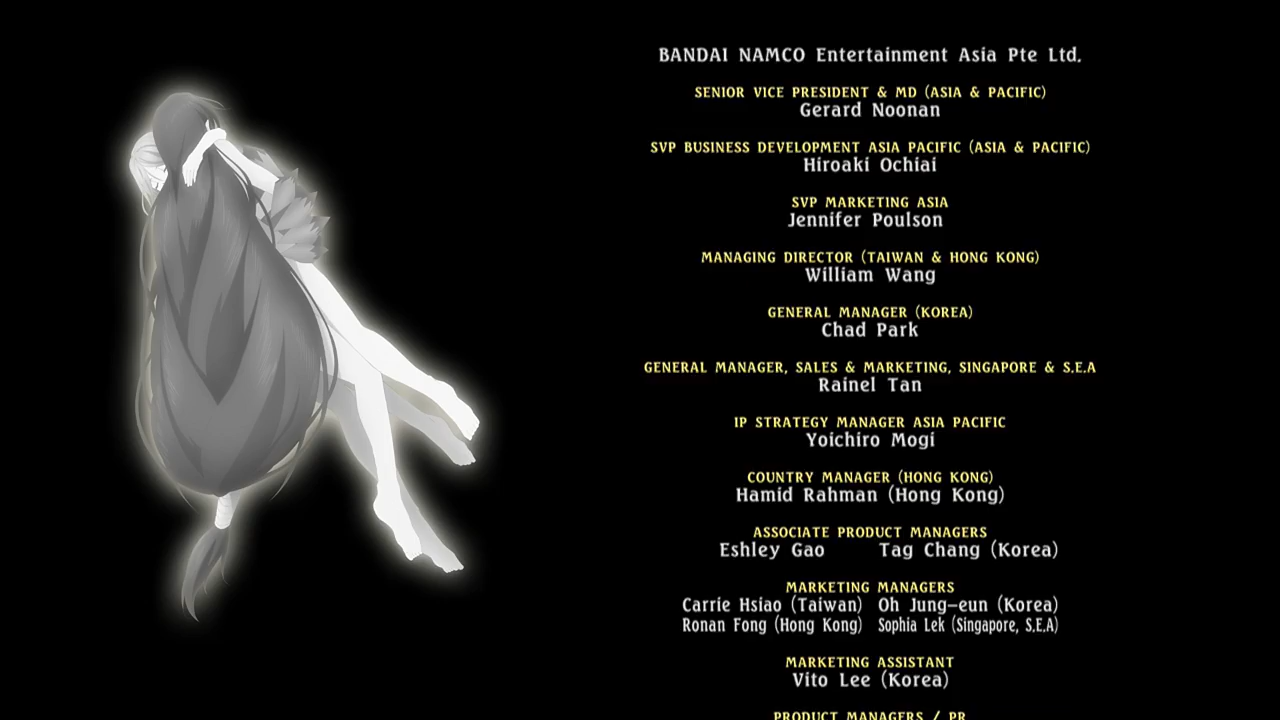 BANDAI NAMCO Entertainment Asia Pte Ltd.
SENIOR VICE PRESIDENT & MD (ASIA & PACIFIC)
Gerard Noonan
SVP BUSINESS DEVELOPMENT ASIA PACIFIC (ASIA & PACIFIC)
Hiroaki Ochiai
SVP MARKETING ASIA
Jennifer Poulson
MANAGING DIRECTOR (TAIWAN & HONG KONG)
William Wang
GENERAL MANAGER (KOREA)
Chad Park
GENERAL MANAGER, SALES & MARKETING, SINGAPORE & S.E.A
Rainel Tan
IP STRATEGY MANAGER ASIA PACIFIC
Yoichiro Mogi
COUNTRY MANAGER (HONG KONG)
Hamid Rahman (Hong Kong)
ASSOCIATE PRODUCT MANAGERS
Eshley Gao Tag Chang (Korea)
MARKETING MANAGERS
Carrie Hsiao (Taiwan) Oh Jung-eun (Korea)
Ronan Fong (Hong Kong) Sophia Lek (Singapore, S.E.A)
MARKETING ASSISTANT
Vito Lee (Korea)
PRODUCT MANAGERS / PR